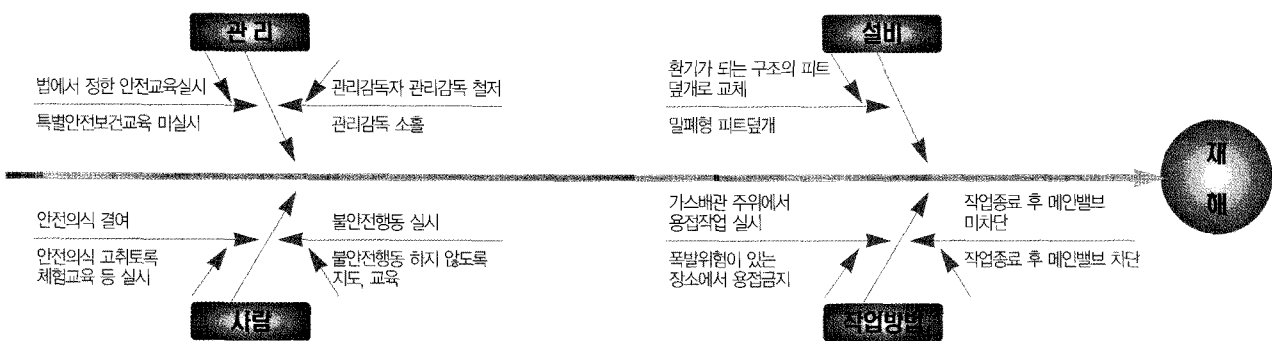 관 리
설비
법에서 정한 안전교육실시
특별안전보건교육 미실시
관리감독자 관리감독 철저
관리감독 소홀
환기가 되는 구조의 피트
덮개로 교체
밀폐형 피트덮개
재
해
안전의식 결여
안전의식 고취토록
체험교육 등 실시
불안전행동 실시
불안전행동 하지 않도록
지도, 교육
가스배관 주위에서
용접작업 실시
폭발위험이 있는
장소에서 용접금지
작업종료 후 메인밸브
미차단
작업종료 후 메인밸브 차단
사람
작업방법